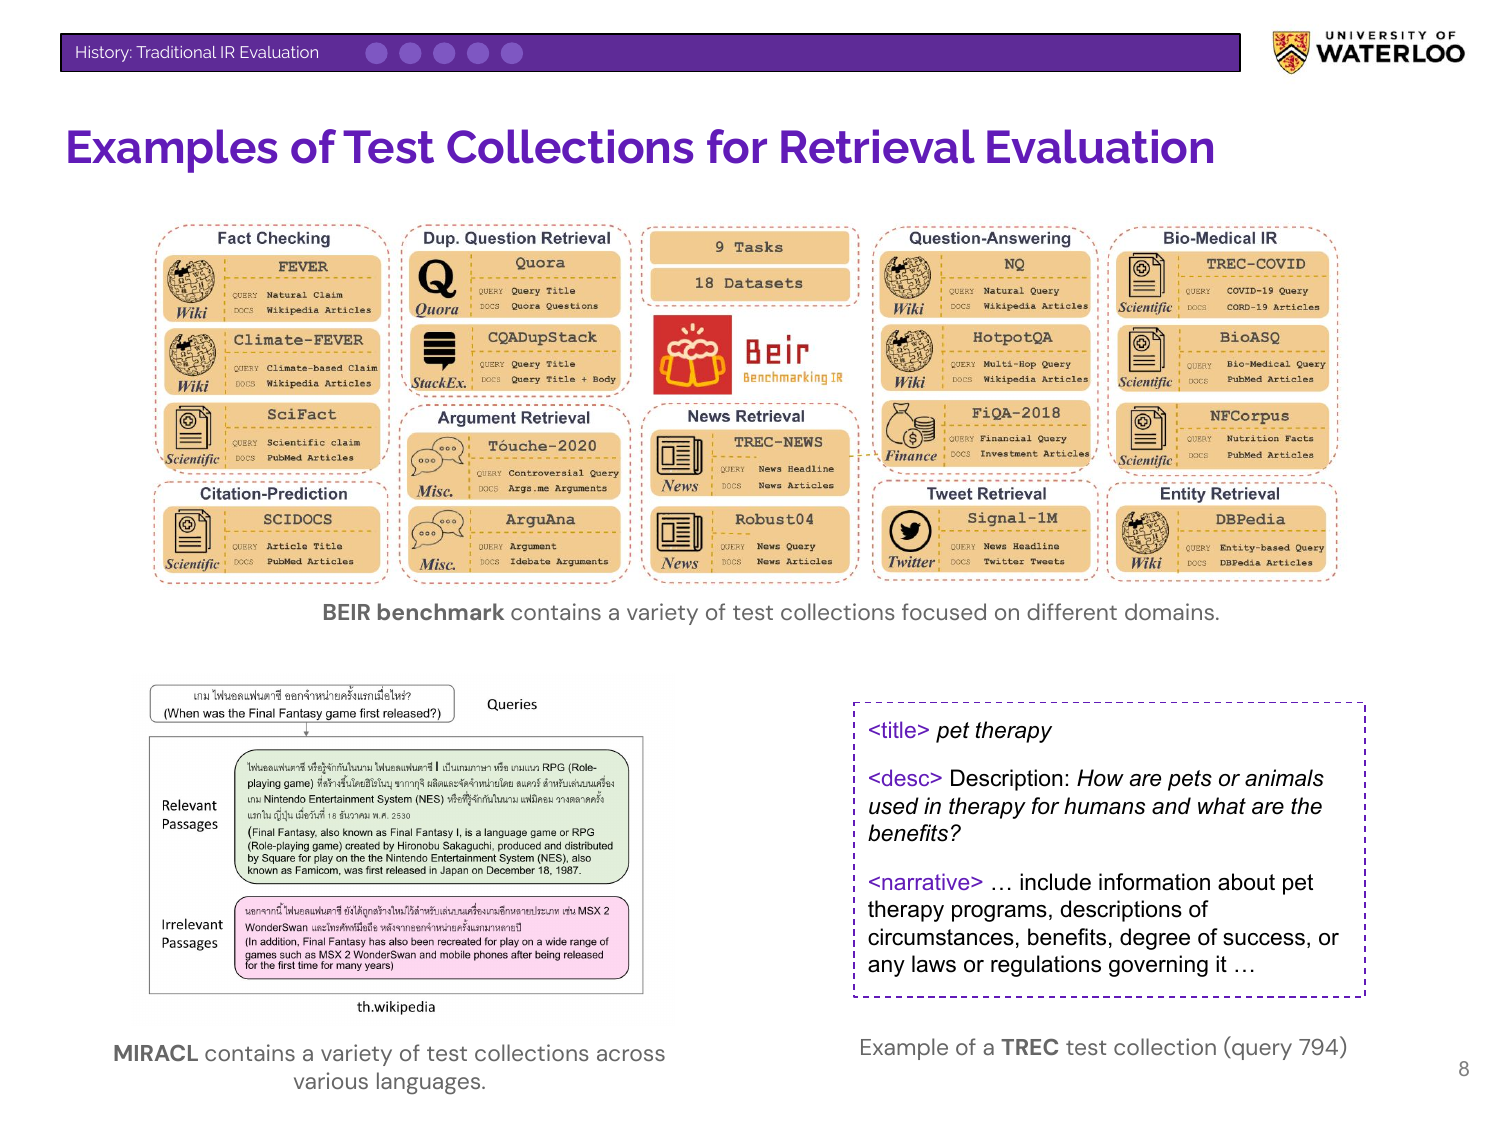 History: Traditional IR Evaluation
UNIVERSITY OF
WATERLOO
Examples of Test Collections for Retrieval Evaluation
Fact Checking
FEVER
QUERY Natural Claim
DOCS Wikipedia Articles
Wiki
Climate-FEVER
QUERY Climate-based Claim
DOCS Wikipedia Articles
Wiki
SciFact
QUERY Scientific claim
DOCS PubMed Articles
Scientific
Citation-Prediction
SCIDOCS
QUERY Article Title
DOCS PubMed Articles
Scientific
Dup. Question Retrieval
Quora
QUERY Query Title
DOCS Quora Questions
Quora
CQADupStack
QUERY Query Title
DOCS Query Title + Body
StackEx.
Argument Retrieval
Tóuche-2020
QUERY Controversial Query
DOCS Args.me Arguments
Misc.
ArguAna
QUERY Argument
DOCS Idebate Arguments
Misc.
9 Tasks
18 Datasets
Beir
Benchmarking IR
News Retrieval
TREC-NEWS
QUERY News Headline
DOCS News Articles
News
Robust04
QUERY News Query
DOCS News Articles
News
Question-Answering
NQ
QUERY Natural Query
DOCS Wikipedia Articles
Wiki
HotpotQA
QUERY Multi-Hop Query
DOCS Wikipedia Articles
Wiki
FiQA-2018
QUERY Financial Query
DOCS Investment Articles
Finance
Tweet Retrieval
Signal-1M
QUERY News Headline
DOCS Twitter Tweets
Twitter
Bio-Medical IR
TREC-COVID
QUERY COVID-19 Query
DOCS CORD-19 Articles
Scientific
BioASQ
QUERY Bio-Medical Query
DOCS PubMed Articles
Scientific
NFCorpus
QUERY Nutrition Facts
DOCS PubMed Articles
Scientific
Entity Retrieval
DBPedia
QUERY Entity-based Query
DOCS DBPedia Articles
Wiki
BEIR benchmark contains a variety of test collections focused on different domains.
เกม ไฟนอลแฟนตาซี ออกจำหน่ายครั้งแรกเมื่อไหร่?
(When was the Final Fantasy game first released?)
Queries
Relevant
Passages
ไฟนอลแฟนตาซี หรือรู้จักกันในนาม ไฟนอลแฟนตาซี I เป็นเกมภาษา หรือ เกมแนว RPG (Role-
playing game) ที่สร้างขึ้นโดยฮิโรโนบุ ซากากุจิ ผลิตและจัดจำหน่ายโดย สแควร์ สำหรับเล่นบนเครื่อง
เกม Nintendo Entertainment System (NES) หรือที่รู้จักกันในนาม แฟมิคอม วางตลาดครั้ง
แรกใน ญี่ปุ่น เมื่อวันที่ 18 ธันวาคม พ.ศ. 2530
(Final Fantasy, also known as Final Fantasy I, is a language game or RPG
(Role-playing game) created by Hironobu Sakaguchi, produced and distributed
by Square for play on the the Nintendo Entertainment System (NES), also
known as Famicom, was first released in Japan on December 18, 1987.
Irrelevant
Passages
นอกจากนี้ ไฟนอลแฟนตาซี ยังได้ถูกสร้างใหม่ไว้สำหรับเล่นบนเครื่องเกมอีกหลายประเภท เช่น MSX 2
WonderSwan และโทรศัพท์มือถือ หลังจากออกจำหน่ายครั้งแรกมาหลายปี
(In addition, Final Fantasy has also been recreated for play on a wide range of
games such as MSX 2 WonderSwan and mobile phones after being released
for the first time for many years)
th.wikipedia
MIRACL contains a variety of test collections across
various languages.
<title> pet therapy
<desc> Description: How are pets or animals
used in therapy for humans and what are the
benefits?
<narrative> … include information about pet
therapy programs, descriptions of
circumstances, benefits, degree of success, or
any laws or regulations governing it …
Example of a TREC test collection (query 794)
8